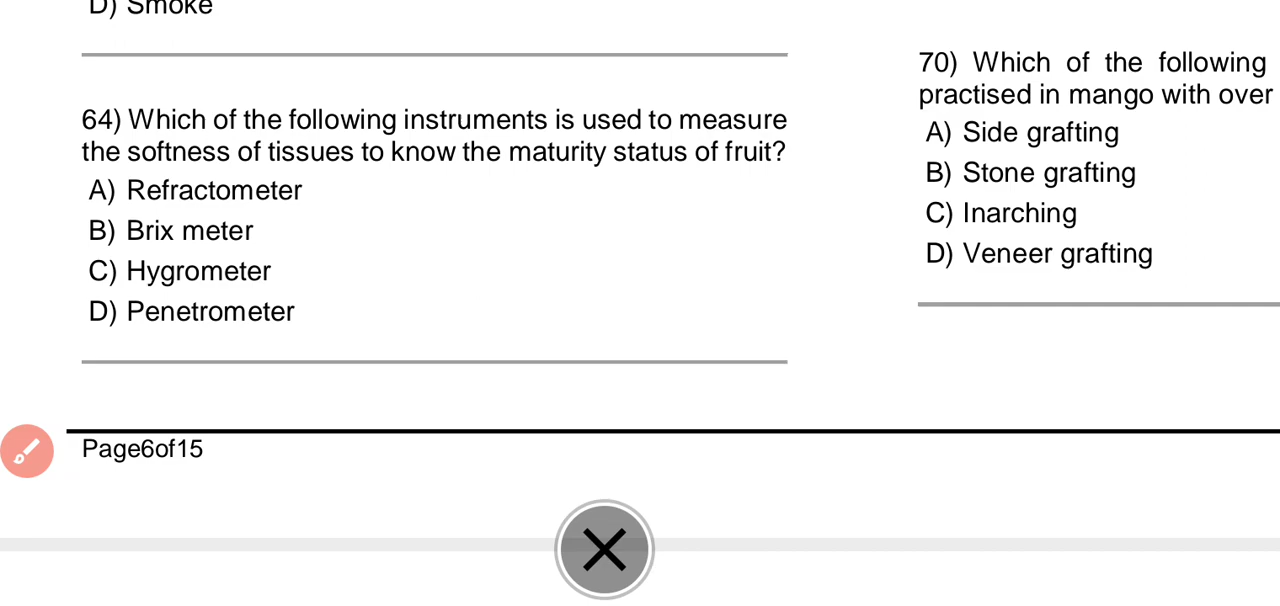 D) Smoke
64) Which of the following instruments is used to measure
the softness of tissues to know the maturity status of fruit?
A) Refractometer
B) Brix meter
C) Hygrometer
D) Penetrometer
70) Which of the following
practised in mango with over
A) Side grafting
B) Stone grafting
C) Inarching
D) Veneer grafting
Page6of15